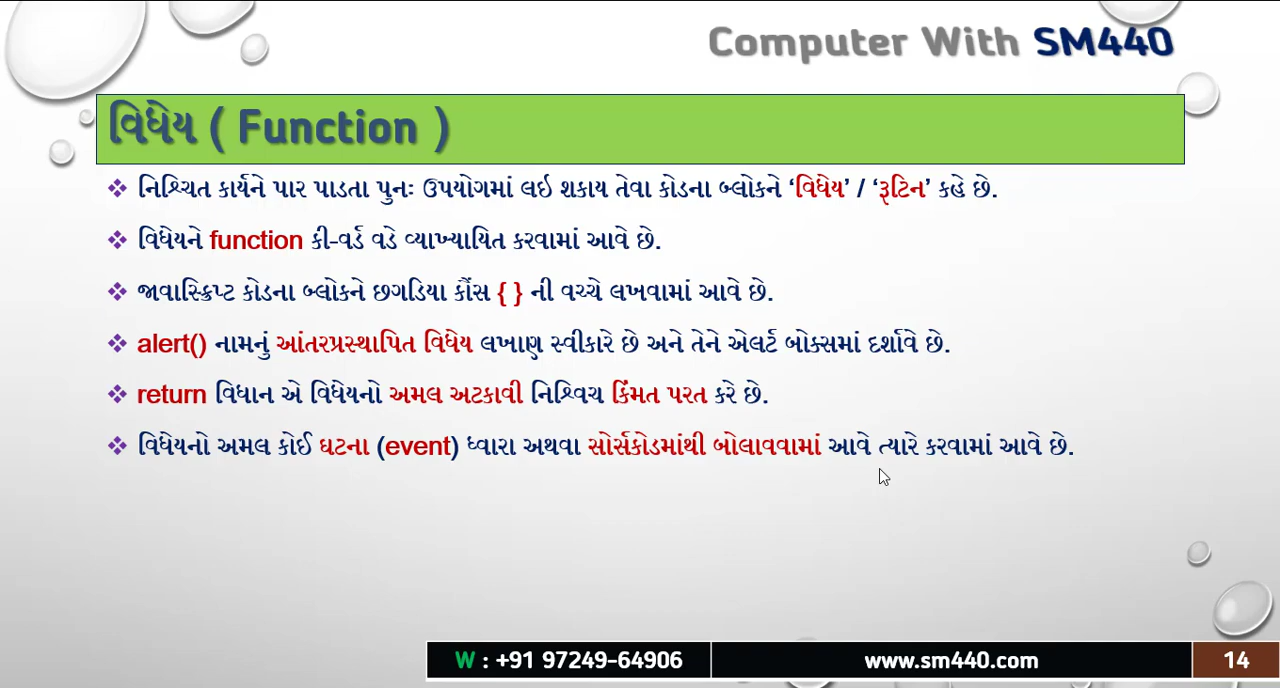 Computer With SM440
વિધેય ( Function )
નિશ્ચિત કાર્યને પાર પાડતા પુનઃ ઉપયોગમાં લઇ શકાય તેવા કોડના બ્લોકને ‘વિધેય’ / ‘રૂટિન’ કહે છે.
વિધેયને function કી-વર્ડ વડે વ્યાખ્યાયિત કરવામાં આવે છે.
જાવાસ્ક્રિપ્ટ કોડના બ્લોકને છગડિયા કૌંસ { } ની વચ્ચે લખવામાં આવે છે.
alert() નામનું આંતરપ્રસ્થાપિત વિધેય લખાણ સ્વીકારે છે અને તેને એલર્ટ બોક્સમાં દર્શાવે છે.
return વિધાન એ વિધેયનો અમલ અટકાવી નિશ્વિચ કિંમત પરત કરે છે.
વિધેયનો અમલ કોઈ ઘટના (event) ધ્વારા અથવા સોર્સકોડમાંથી બોલાવવામાં આવે ત્યારે કરવામાં આવે છે.
W : +91 97249-64906
www.sm440.com
14